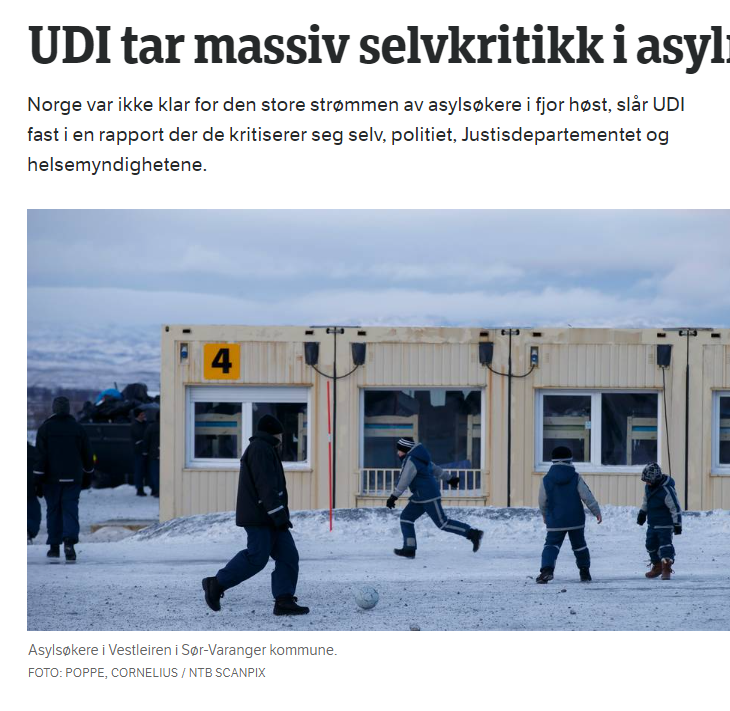 UDI tar massiv selvkritikk i
Norge var ikke klar for den store strømmen av asylsøkere i fjor høst, slår UDI
fast i en rapport der de kritiserer seg selv, politiet, Justisdepartementet og
helsemyndighetene.
4
Asylsøkere i Vestleiren i Sør-Varanger kommune.
FOTO: POPPE, CORNELIUS / NTB SCANPIX